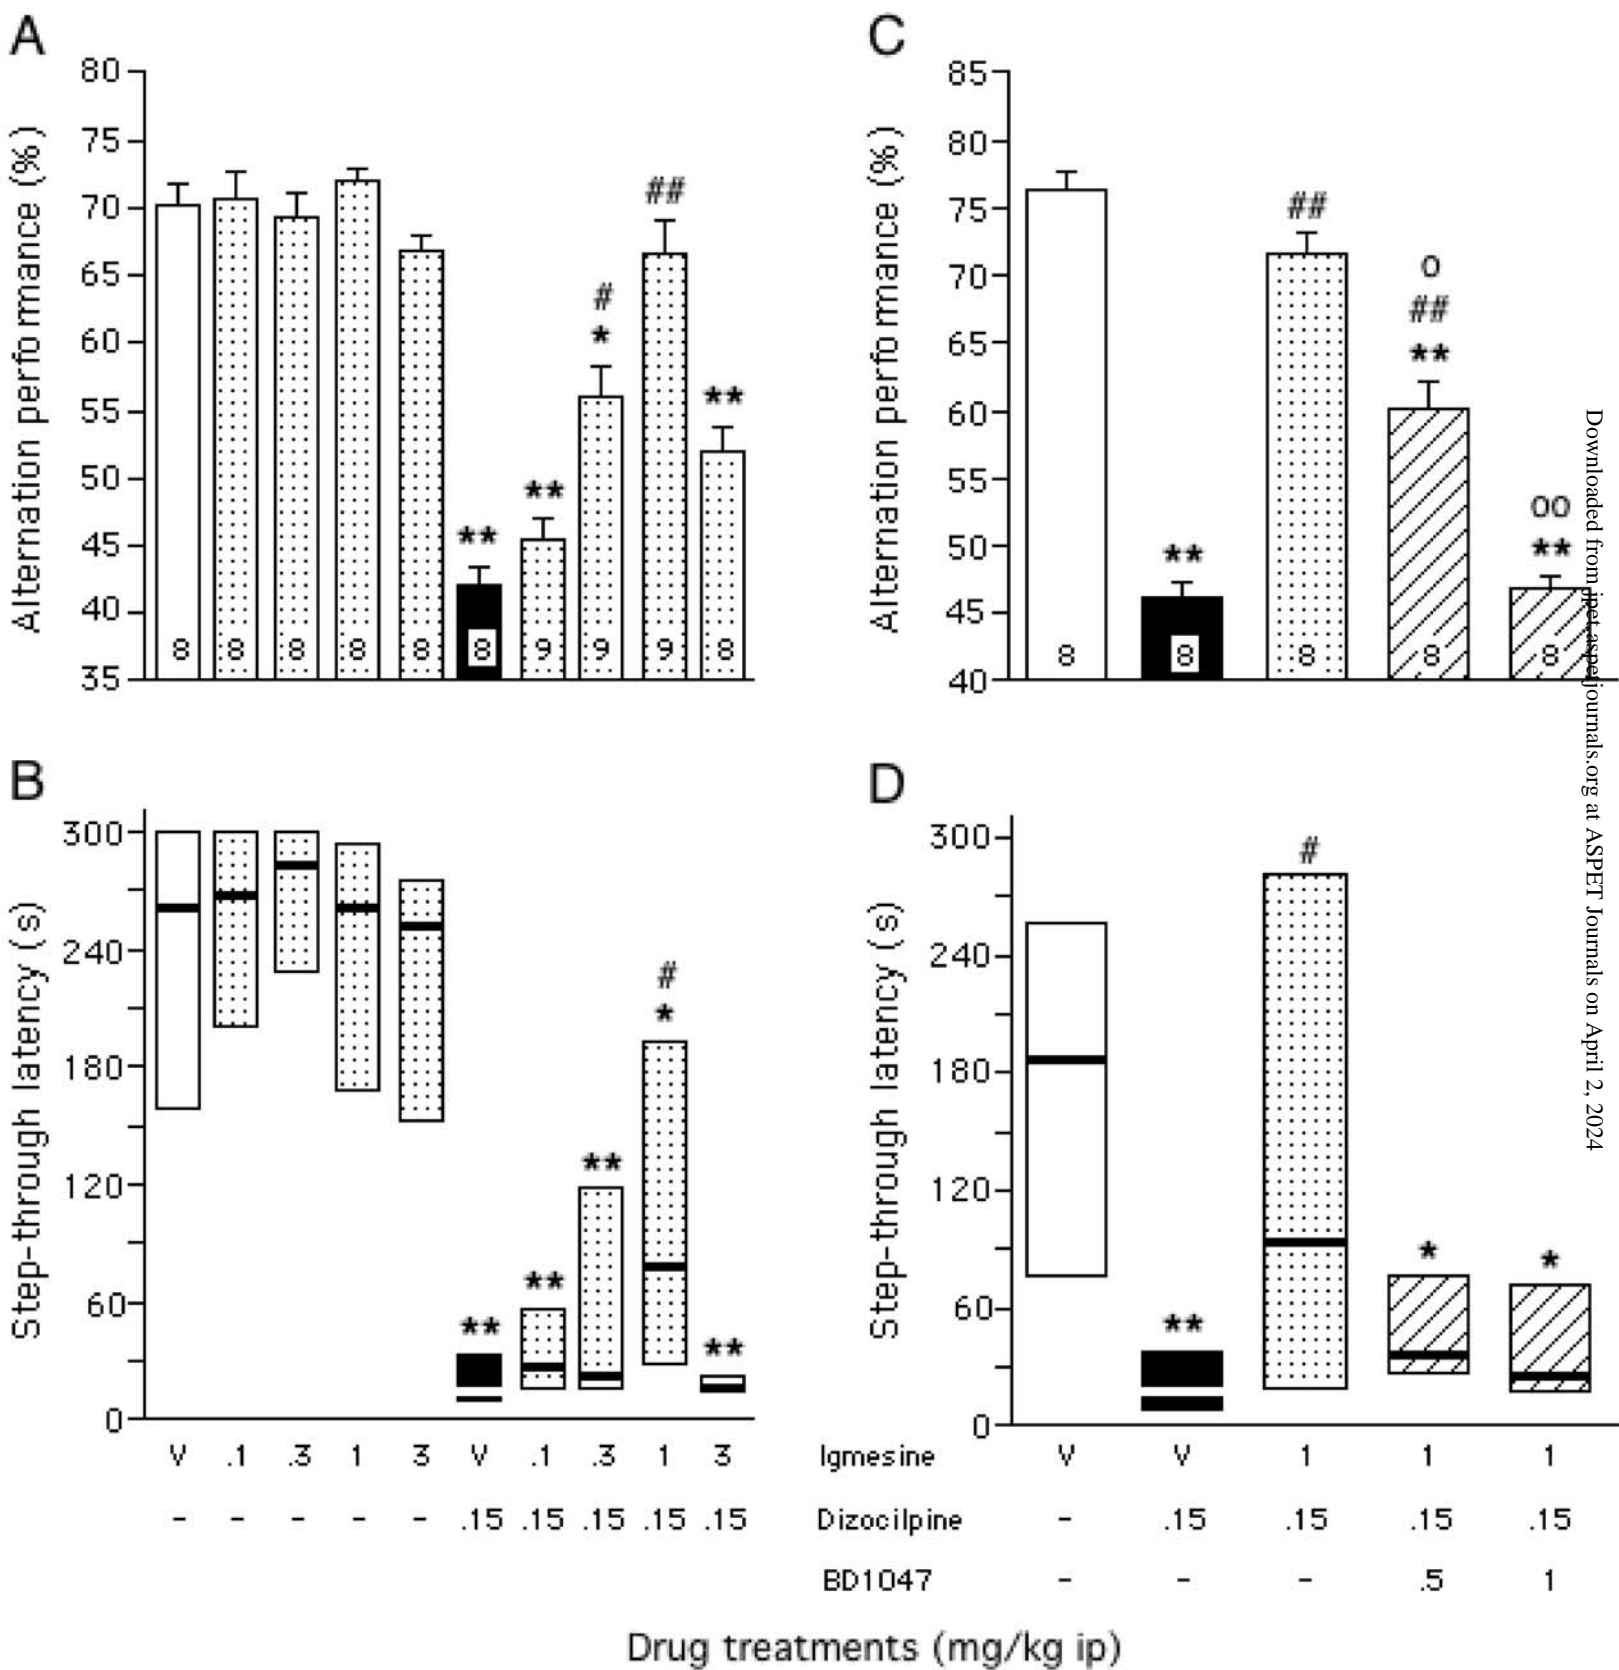 A
Alternation performance (%)
80
75
70
65
60
55
50
45
40
35
**
**
#
*
##
**
8 8 8 8 8 8 9 9 9 8
C
Alternation performance (%)
85
80
75
70
65
60
55
50
45
40
**
##
O
##
**
OO
**
8 8 8 8 8
B
Step-through latency (s)
300
240
180
120
60
0
**
**
**
#
*
**
V .1 .3 1 3 V .1 .3 1 3
- - - - - .15 .15 .15 .15 .15
D
Step-through latency (s)
300
240
180
120
60
0
**
#
*
*
Igmesine V V 1 1 1
Dizocilpine - .15 .15 .15 .15
BD1047 - - - .5 1
Drug treatments (mg/kg ip)
Downloaded from jpet.aspetjournals.org at ASPET Journals on April 2, 2024